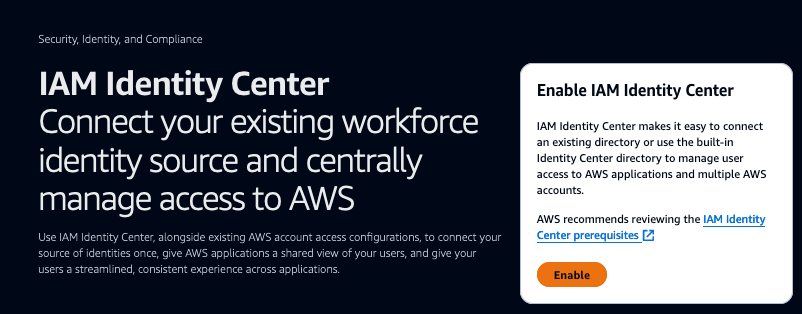 Security, Identity, and Compliance
IAM Identity Center
Connect your existing workforce
identity source and centrally
manage access to AWS
Use IAM Identity Center, alongside existing AWS account access configurations, to connect your
source of identities once, give AWS applications a shared view of your users, and give your
users a streamlined, consistent experience across applications.
Enable IAM Identity Center
IAM Identity Center makes it easy to connect
an existing directory or use the built-in
Identity Center directory to manage user
access to AWS applications and multiple AWS
accounts.
AWS recommends reviewing the IAM Identity
Center prerequisites
Enable